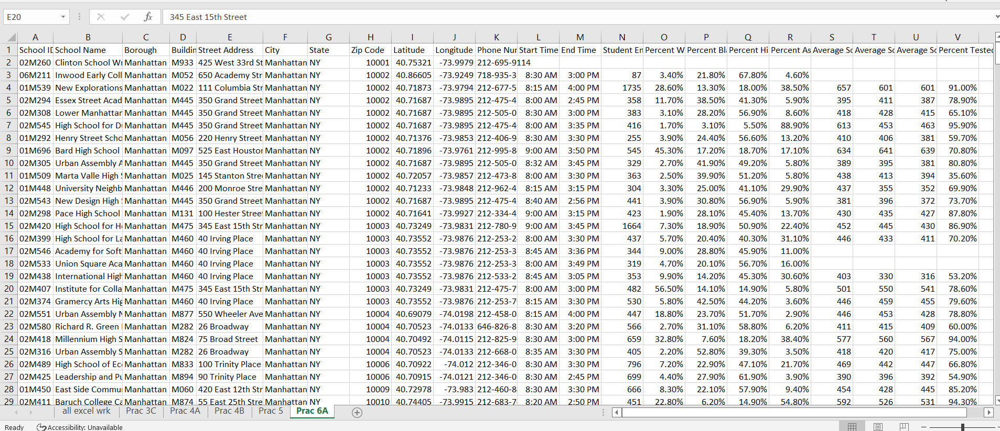 E20 fx 345 East 15th Street
A B C D E F G H I J K L M N O P Q R S T U V
1 School ID School Name Borough Buildin Street Address City State Zip Code Latitude Longitude Phone Nur Start Time End Time Student En Percent W Percent Bla Percent Hi Percent As Average Sc Average Sc Average Sc Percent Tested
2 02M260 Clinton School Wr Manhattan M933 425 West 33rd St Manhattan NY 10001 40.75321 -73.9979 212-695-9114
3 06M211 Inwood Early Coll Manhattan M052 650 Academy Str Manhattan NY 10002 40.86605 -73.9249 718-935-3 8:30 AM 3:00 PM 87 3.40% 21.80% 67.80% 4.60%
4 01M539 New Explorations Manhattan M022 111 Columbia Str Manhattan NY 10002 40.71873 -73.9794 212-677-5 8:15 AM 4:00 PM 1735 28.60% 13.30% 18.00% 38.50% 657 601 601 91.00%
5 02M294 Essex Street Acad Manhattan M445 350 Grand Street Manhattan NY 10002 40.71687 -73.9895 212-475-4 8:00 AM 2:45 PM 358 11.70% 38.50% 41.30% 5.90% 395 411 387 78.90%
6 02M308 Lower Manhattan Manhattan M445 350 Grand Street Manhattan NY 10002 40.71687 -73.9895 212-505-0 8:30 AM 3:00 PM 383 3.10% 28.20% 56.90% 8.60% 418 428 415 65.10%
7 02M545 High School for Du Manhattan M445 350 Grand Street Manhattan NY 10002 40.71687 -73.9895 212-475-4 8:00 AM 3:35 PM 416 1.70% 3.10% 5.50% 88.90% 613 453 463 95.90%
8 01M292 Henry Street Scho Manhattan M056 220 Henry Street Manhattan NY 10002 40.71376 -73.9853 212-406-9 8:30 AM 3:30 PM 255 3.90% 24.40% 56.60% 13.20% 410 406 381 59.70%
9 01M696 Bard High School Manhattan M097 525 East Houston Manhattan NY 10002 40.71896 -73.9761 212-995-8 9:00 AM 3:50 PM 545 45.30% 17.20% 18.70% 17.10% 634 641 639 70.80%
10 02M305 Urban Assembly A Manhattan M445 350 Grand Street Manhattan NY 10002 40.71687 -73.9895 212-505-0 8:32 AM 3:45 PM 329 2.70% 41.90% 49.20% 5.80% 389 395 381 80.80%
11 01M509 Marta Valle High S Manhattan M025 145 Stanton Stree Manhattan NY 10002 40.72057 -73.9857 212-473-8 8:00 AM 3:30 PM 363 2.50% 39.90% 51.20% 5.80% 438 413 394 35.60%
12 01M448 University Neighb Manhattan M446 200 Monroe Stre Manhattan NY 10002 40.71233 -73.9848 212-962-4 8:15 AM 3:15 PM 304 3.30% 25.00% 41.10% 29.90% 437 355 352 69.90%
13 02M543 New Design High S Manhattan M445 350 Grand Street Manhattan NY 10002 40.71687 -73.9895 212-475-4 8:40 AM 2:56 PM 441 3.90% 30.80% 56.90% 5.90% 381 396 372 73.70%
14 02M298 Pace High School Manhattan M131 100 Hester Street Manhattan NY 10002 40.71641 -73.9927 212-334-4 9:00 AM 3:15 PM 423 1.90% 28.10% 45.40% 13.70% 430 435 427 87.80%
15 02M420 High School for He Manhattan M475 345 East 15th Str Manhattan NY 10003 40.73249 -73.9831 212-780-9 9:00 AM 3:45 PM 1664 7.30% 18.90% 50.90% 22.40% 452 445 430 86.90%
16 02M399 High School for La Manhattan M460 40 Irving Place Manhattan NY 10003 40.73552 -73.9876 212-253-2 8:00 AM 3:30 PM 437 5.70% 20.40% 40.30% 31.10% 446 433 411 70.20%
17 02M546 Academy for Soft Manhattan M460 40 Irving Place Manhattan NY 10003 40.73552 -73.9876 212-253-3 8:45 AM 3:36 PM 344 9.00% 28.80% 45.90% 11.00%
18 02M533 Union Square Aca Manhattan M460 40 Irving Place Manhattan NY 10003 40.73552 -73.9876 212-253-3 8:00 AM 3:49 PM 319 4.70% 20.10% 56.70% 16.00%
19 02M438 International High Manhattan M460 40 Irving Place Manhattan NY 10003 40.73552 -73.9876 212-533-2 8:45 AM 3:05 PM 353 9.90% 14.20% 45.30% 30.60% 403 330 316 53.20%
20 02M407 Institute for Colla Manhattan M475 345 East 15th Str Manhattan NY 10003 40.73249 -73.9831 212-475-7 8:00 AM 3:00 PM 482 56.50% 14.10% 14.90% 5.80% 501 550 541 78.60%
21 02M374 Gramercy Arts Hig Manhattan M460 40 Irving Place Manhattan NY 10003 40.73552 -73.9876 212-253-7 8:15 AM 3:30 PM 530 5.80% 42.50% 44.20% 3.60% 446 459 455 79.60%
22 02M551 Urban Assembly N Manhattan M877 550 Wheeler Ave Manhattan NY 10004 40.69079 -74.0198 212-458-0 8:15 AM 4:00 PM 447 18.80% 23.70% 51.70% 2.90% 446 453 428 78.80%
23 02M580 Richard R. Green Manhattan M282 26 Broadway Manhattan NY 10004 40.70523 -74.0133 646-826-8 8:30 AM 3:20 PM 566 2.70% 31.10% 58.80% 6.20% 411 415 409 60.00%
24 02M418 Millennium High S Manhattan M824 75 Broad Street Manhattan NY 10004 40.70492 -74.0115 212-825-9 8:30 AM 3:00 PM 659 32.80% 7.60% 18.20% 38.40% 577 560 567 94.00%
25 02M316 Urban Assembly S Manhattan M282 26 Broadway Manhattan NY 10004 40.70523 -74.0133 212-668-0 8:35 AM 3:30 PM 405 2.20% 52.80% 39.30% 3.50% 418 420 417 75.00%
26 02M489 High School of Ec Manhattan M833 100 Trinity Place Manhattan NY 10006 40.70922 -74.012 212-346-0 8:30 AM 3:30 PM 796 7.20% 22.90% 47.10% 21.70% 469 442 447 66.80%
27 02M425 Leadership and Pu Manhattan M894 90 Trinity Place Manhattan NY 10006 40.70915 -74.0121 212-346-0 8:30 AM 2:45 PM 699 4.40% 27.90% 61.90% 3.90% 390 396 392 54.90%
28 01M450 East Side Commu Manhattan M060 420 East 12th Str Manhattan NY 10009 40.72978 -73.983 212-460-8 8:30 AM 3:30 PM 666 8.30% 22.10% 57.90% 9.40% 454 428 445 85.20%
29 02M411 Baruch College Ca Manhattan M874 55 East 25th Stre Manhattan NY 10010 40.74405 -73.9915 212-683-7 8:20 AM 2:50 PM 451 22.80% 6.20% 14.90% 54.80% 592 526 531 94.30%
all excel wrk Prac 3C Prac 4A Prac 4B Prac 5 Prac 6A
Ready Accessibility: Unavailable